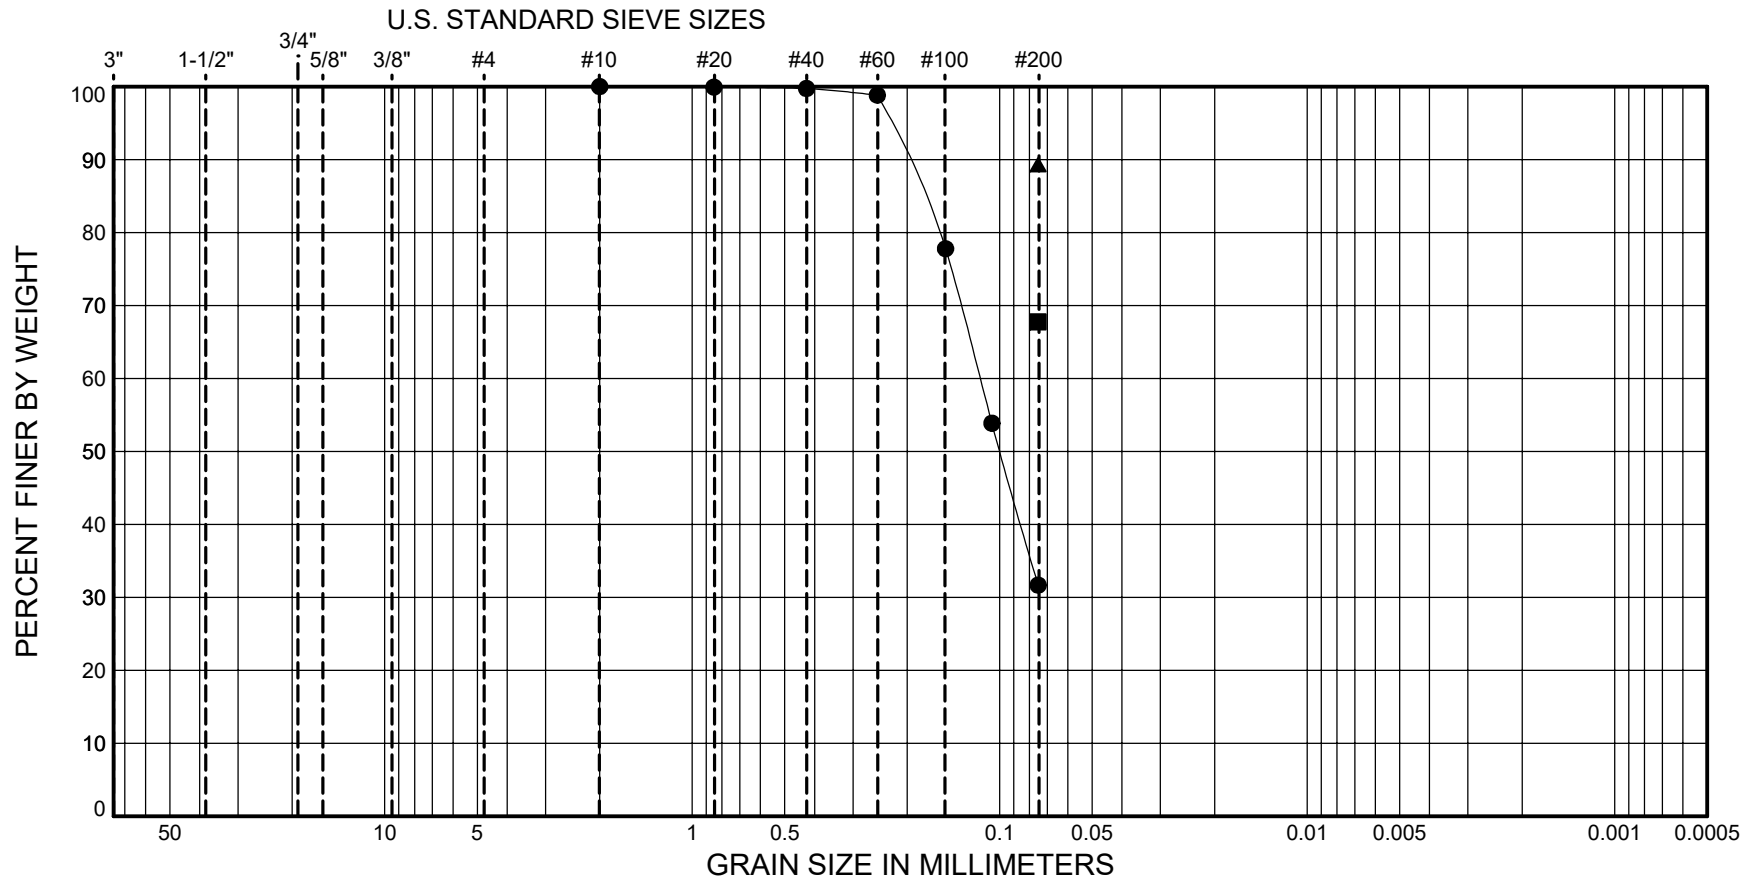 U.S. STANDARD SIEVE SIZES
3" 1-1/2" 3/4" 5/8" 3/8" #4 #10 #20 #40 #60 #100 #200
100
90
80
70
60
50
40
30
20
10
0
PERCENT FINER BY WEIGHT
50 10 5 1 0.5 0.1 0.05 0.01 0.005 0.001 0.0005
GRAIN SIZE IN MILLIMETERS